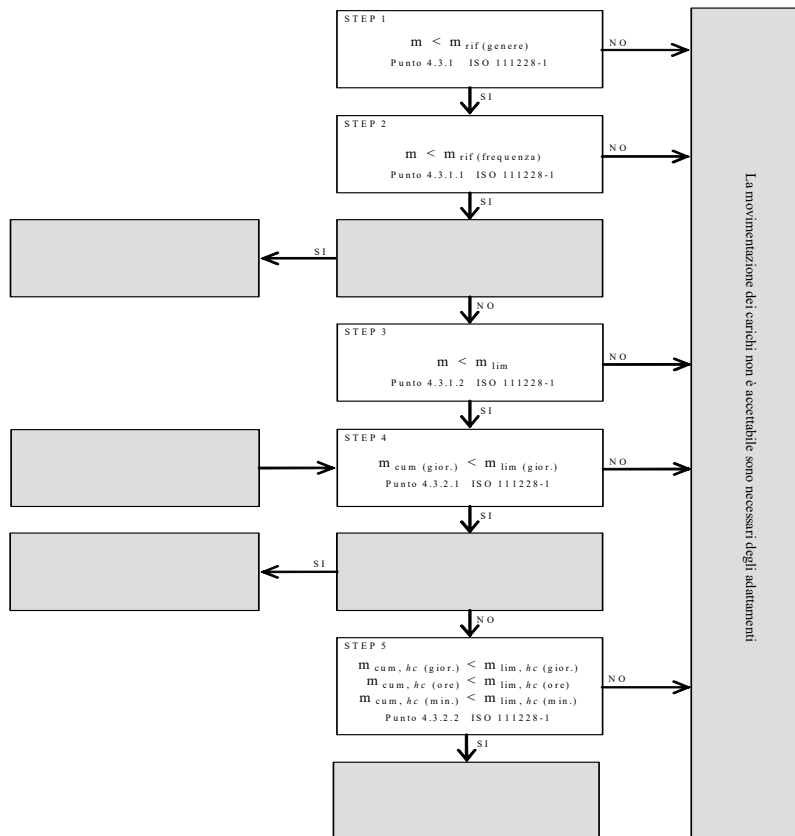 STEP 1
m < m rif (genere)
Punto 4.3.1 ISO 111228-1
NO
SI
STEP 2
m < m rif (frequenza)
Punto 4.3.1.1 ISO 111228-1
NO
SI
SI
NO
STEP 3
m < m lim
Punto 4.3.1.2 ISO 111228-1
NO
SI
STEP 4
m cum (gior.) < m lim (gior.)
Punto 4.3.2.1 ISO 111228-1
NO
SI
SI
NO
STEP 5
m cum, hc (gior.) < m lim, hc (gior.)
m cum, hc (ore) < m lim, hc (ore)
m cum, hc (min.) < m lim, hc (min.)
Punto 4.3.2.2 ISO 111228-1
NO
SI
La movimentazione dei carichi non è accettabile sono necessari degli adattamenti